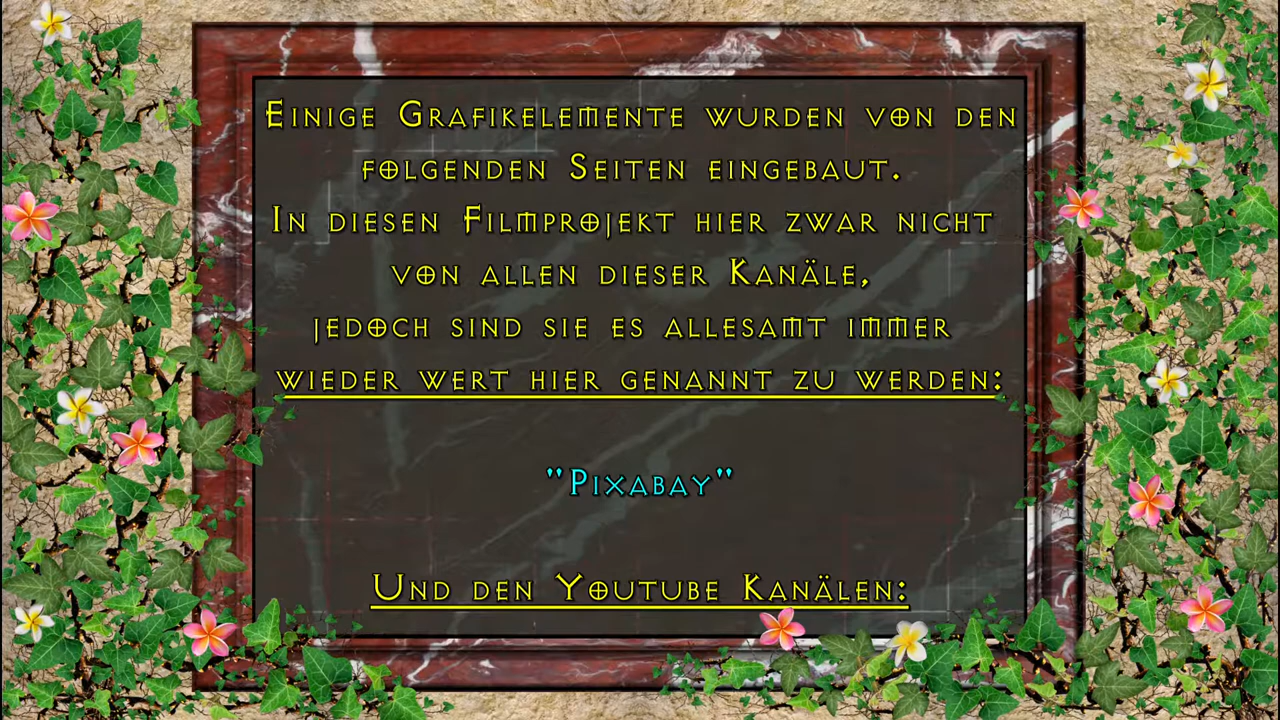 Einige Grafikelemente wurden von den
folgenden Seiten eingebaut.
In diesen Filmprojekt hier zwar nicht
von allen dieser Kanäle,
jedoch sind sie es allesamt immer
wieder wert hier genannt zu werden:
"Pixabay"
Und den Youtube Kanälen: